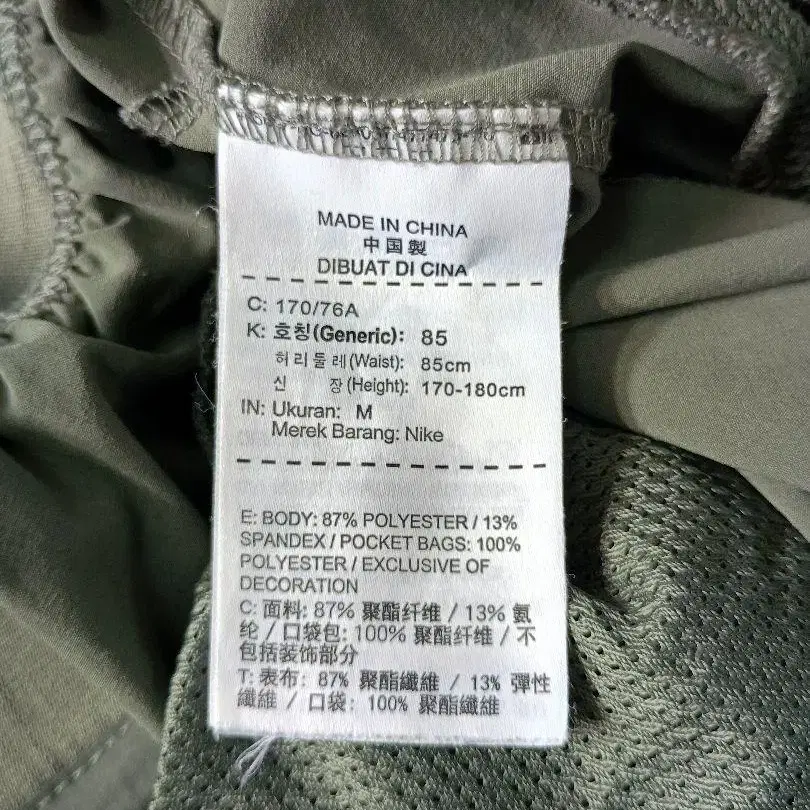 MADE IN CHINA
中国製
DIBUAT DI CINA
C: 170/76A
K: 호칭(Generic): 85
허리둘레(Waist): 85cm
신 장(Height): 170-180cm
IN: Ukuran: M
Merek Barang: Nike
E: BODY: 87% POLYESTER / 13%
SPANDEX / POCKET BAGS: 100%
POLYESTER / EXCLUSIVE OF
DECORATION
C: 面料: 87% 聚酯纤维 / 13% 氨
纶 / 口袋包: 100% 聚酯纤维 / 不
包括装饰部分
T: 表布: 87% 聚酯纖維 / 13% 彈性
纖維 / 口袋: 100% 聚酯纖維